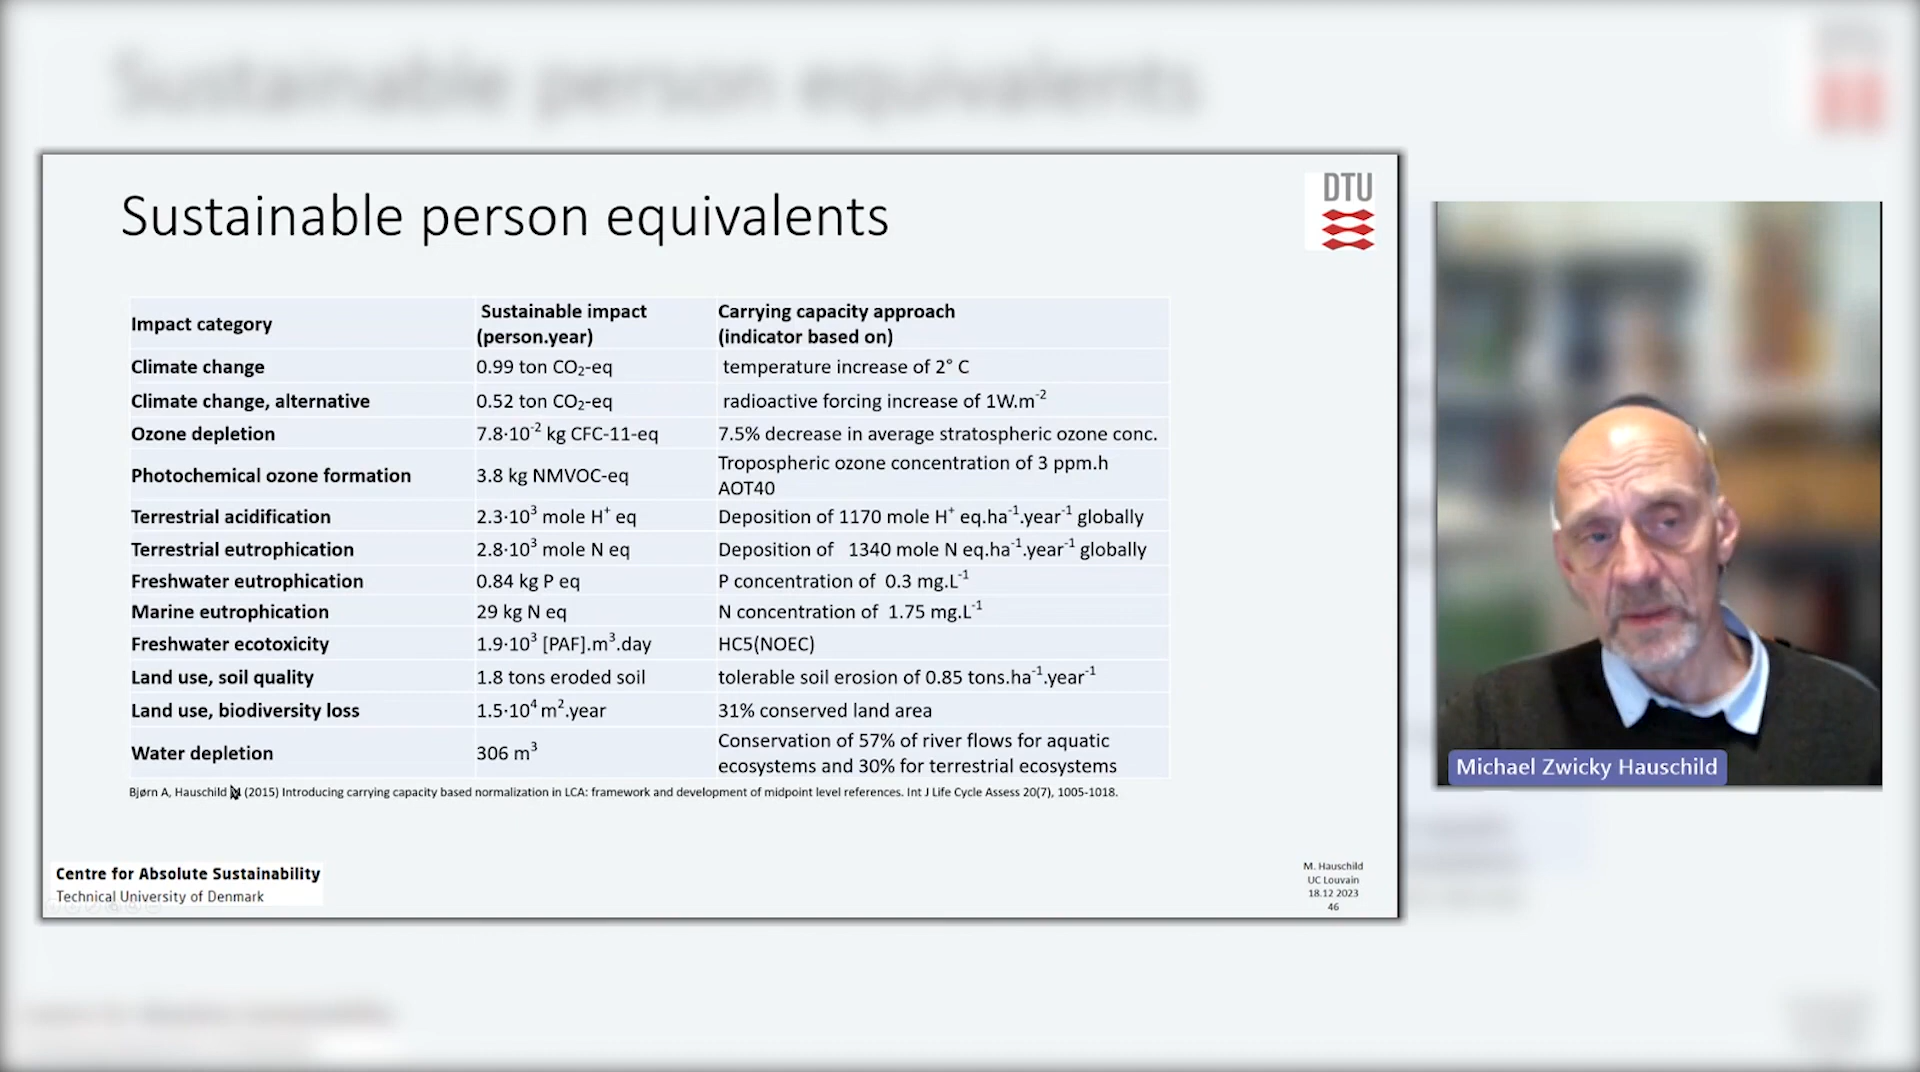 Sustainable person equivalents
DTU
Sustainable person equivalents
Impact category
Sustainable impact
(person.year)
Carrying capacity approach
(indicator based on)
Climate change
0.99 ton CO₂-eq
temperature increase of 2° C
Climate change, alternative
0.52 ton CO₂-eq
radioactive forcing increase of 1W.m⁻²
Ozone depletion
7.8·10⁻² kg CFC-11-eq
7.5% decrease in average stratospheric ozone conc.
Photochemical ozone formation
3.8 kg NMVOC-eq
Tropospheric ozone concentration of 3 ppm.h
AOT40
Terrestrial acidification
2.3·10³ mole H⁺ eq
Deposition of 1170 mole H⁺ eq.ha⁻¹.year⁻¹ globally
Terrestrial eutrophication
2.8·10³ mole N eq
Deposition of 1340 mole N eq.ha⁻¹.year⁻¹ globally
Freshwater eutrophication
0.84 kg P eq
P concentration of 0.3 mg.L⁻¹
Marine eutrophication
29 kg N eq
N concentration of 1.75 mg.L⁻¹
Freshwater ecotoxicity
1.9·10³ [PAF].m³.day
HC5(NOEC)
Land use, soil quality
1.8 tons eroded soil
tolerable soil erosion of 0.85 tons.ha⁻¹.year⁻¹
Land use, biodiversity loss
1.5·10⁴ m².year
31% conserved land area
Water depletion
306 m³
Conservation of 57% of river flows for aquatic
ecosystems and 30% for terrestrial ecosystems
Bjørn A, Hauschild (2015) Introducing carrying capacity based normalization in LCA: framework and development of midpoint level references. Int J Life Cycle Assess 20(7), 1005-1018.
Centre for Absolute Sustainability
Technical University of Denmark
M. Hauschild
UC Louvain
18.12 2023
46
Michael Zwicky Hauschild